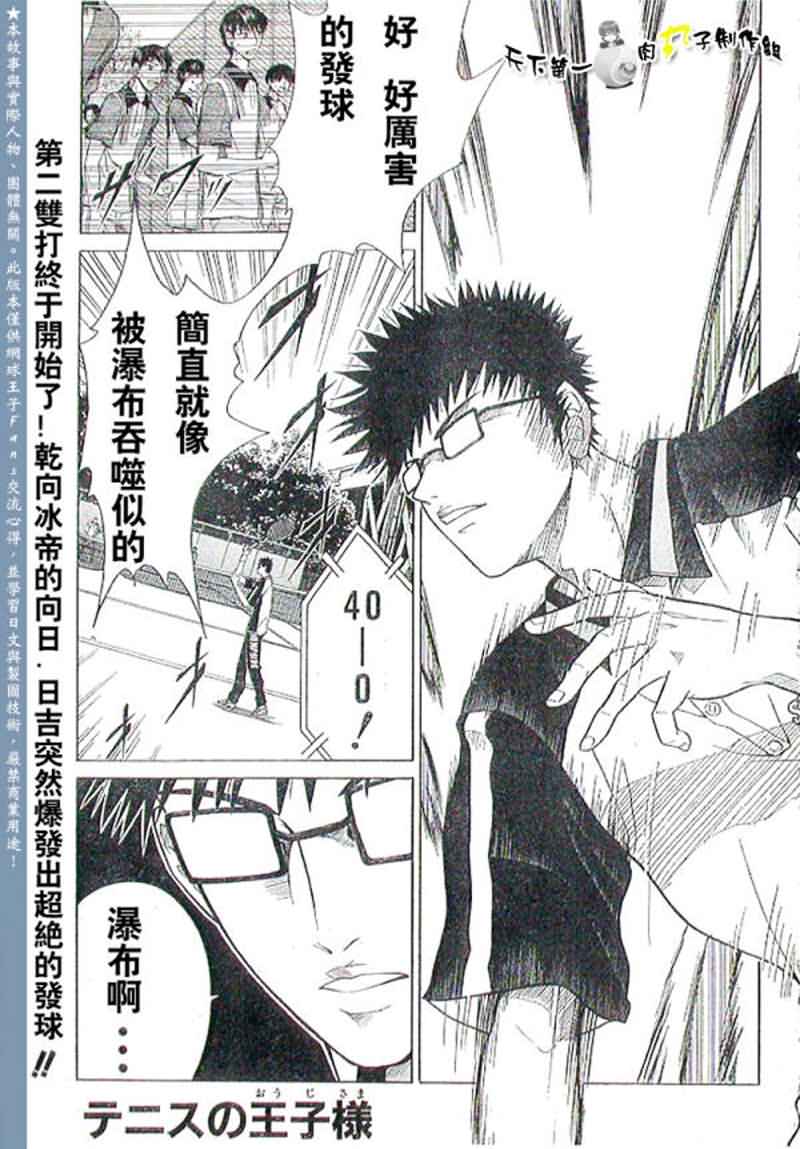 天下第一
肉丸子制作組
好 好厲害
的發球
簡直就像
被瀑布吞噬似的
40—0!
瀑布啊...
第二雙打終于開始了!乾向冰帝的向日.日吉突然爆發出超絶的發球!!
★本故事與實際人物、團體無關。此版本僅供網球王子Fans交流心得,並學習日文與製圖技術,嚴禁商業用途!
おうじさま
テニスの王子様